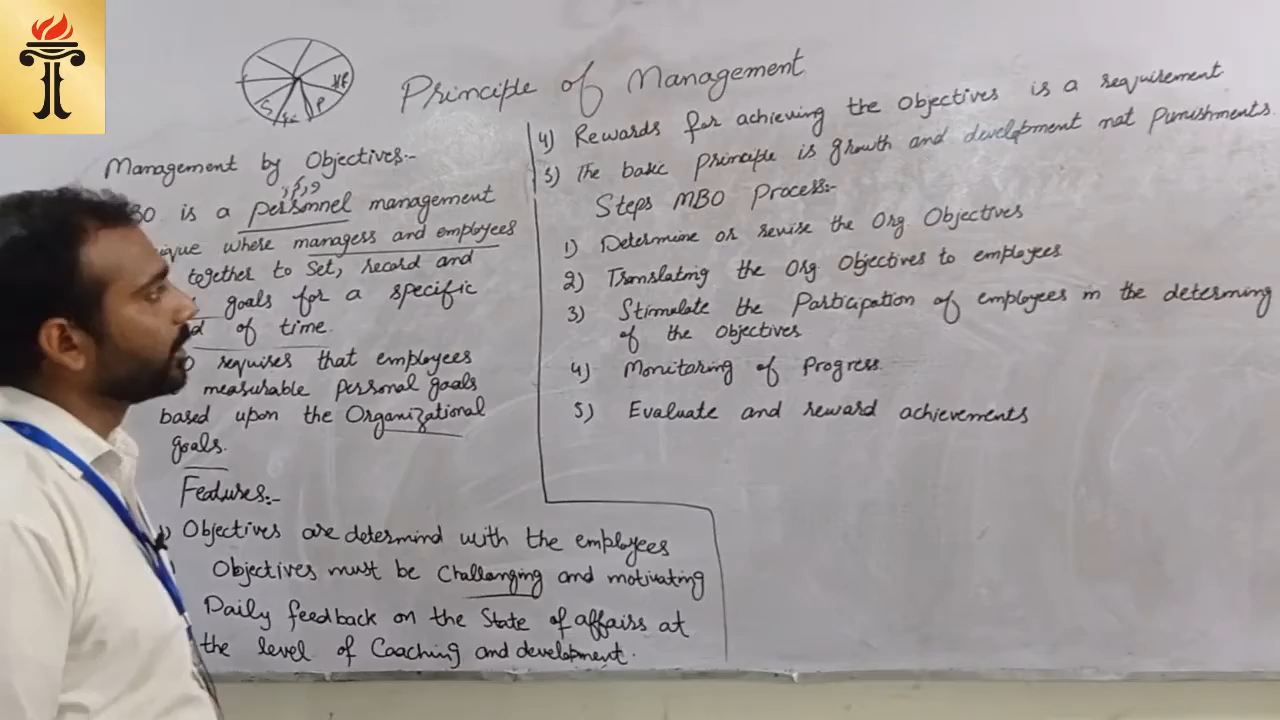 Principle of Management
Management by Objectives:-
BO is a personnel management
ique where managers and employees
together to set, record and
goals for a specific
d of time.
requires that employees
measurable personal goals
based upon the Organizational
goals.
Features:-
1) Objectives are determind with the employees
Objectives must be Challanging and motivating
Daily feedback on the State of affairs at
the level of Coaching and development.
4) Rewards for achieving the Objectives is a requirement
5) The basic Principle is growth and development not Punishments.
Steps MBO Process:-
1) Determine or revise the Org Objectives
2) Translating the Org Objectives to employees
3) Stimulate the Participation of employees in the determing
of the Objectives
4) Monitoring of Progress.
5) Evaluate and reward achievements